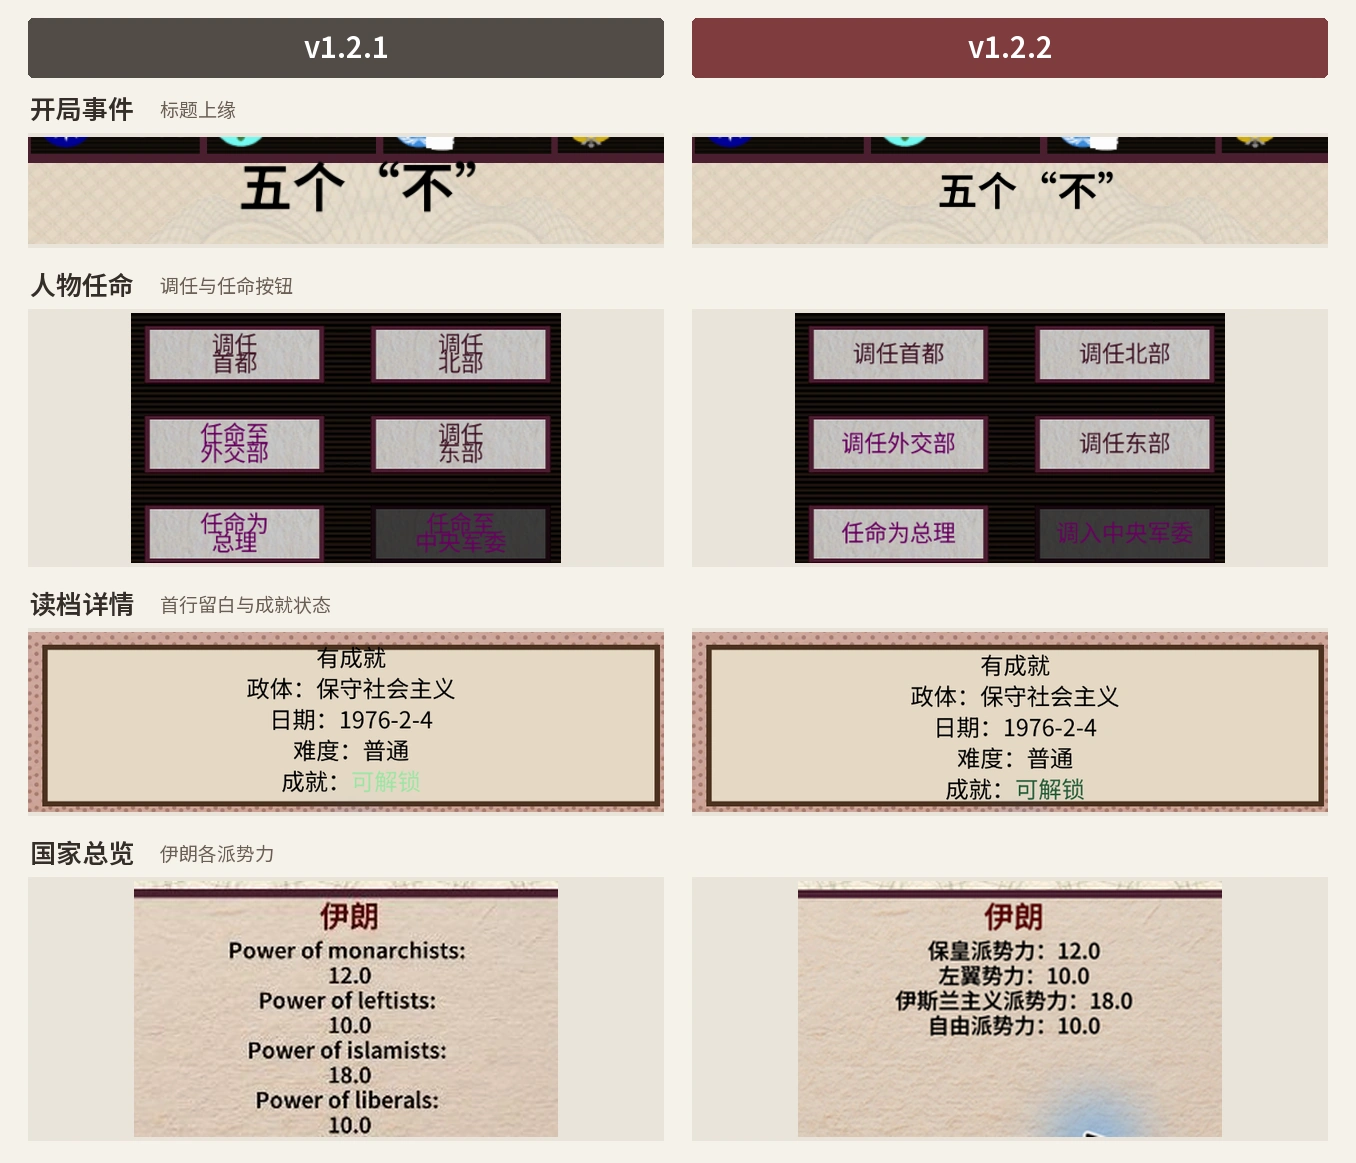 v1.2.1
v1.2.2
开局事件 标题上缘
五个“不”
五个“不”
人物任命 调任与任命按钮
调任
首都
调任
北部
任命至
外交部
调任
东部
任命为
总理
任命至
中央军委
调任首都
调任北部
调任外交部
调任东部
任命为总理
调入中央军委
读档详情 首行留白与成就状态
有成就
政体：保守社会主义
日期：1976-2-4
难度：普通
成就：可解锁
有成就
政体：保守社会主义
日期：1976-2-4
难度：普通
成就：可解锁
国家总览 伊朗各派势力
伊朗
Power of monarchists:
12.0
Power of leftists:
10.0
Power of islamists:
18.0
Power of liberals:
10.0
伊朗
保皇派势力：12.0
左翼势力：10.0
伊斯兰主义派势力：18.0
自由派势力：10.0